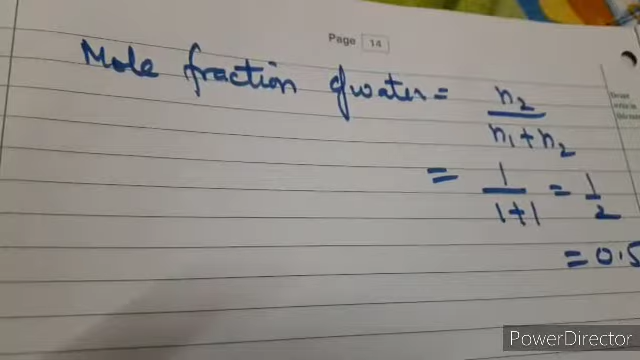 Page 14
Mole fraction of water = n₂
n₁+n₂
= 1 = 1
1+1 2
= 0.5
PowerDirector